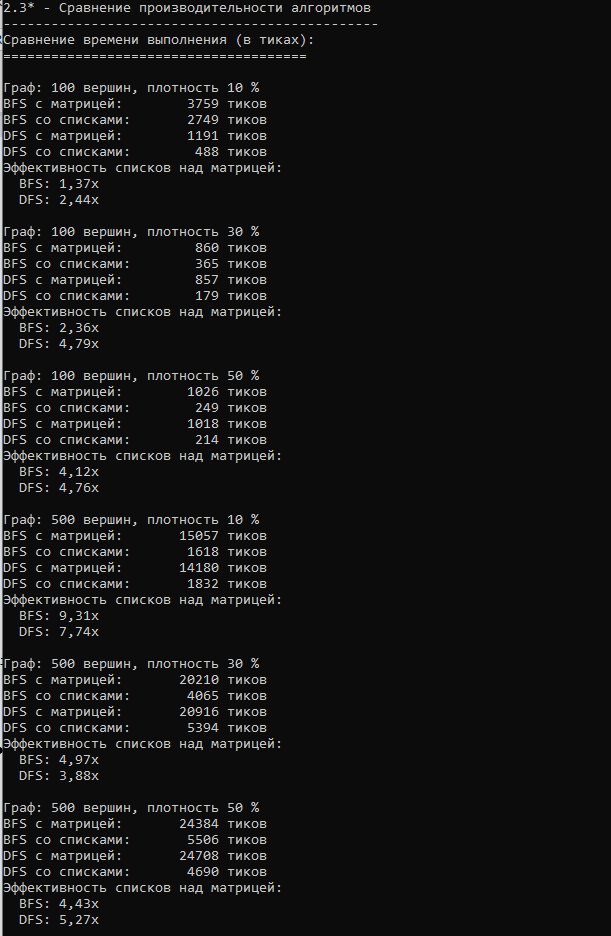 2.3* - Сравнение производительности алгоритмов
-----------------------------------------------
Сравнение времени выполнения (в тиках):
======================================
Граф: 100 вершин, плотность 10 %
BFS с матрицей:        3759 тиков
BFS со списками:       2749 тиков
DFS с матрицей:        1191 тиков
DFS со списками:        488 тиков
Эффективность списков над матрицей:
  BFS: 1,37x
  DFS: 2,44x
Граф: 100 вершин, плотность 30 %
BFS с матрицей:         860 тиков
BFS со списками:        365 тиков
DFS с матрицей:         857 тиков
DFS со списками:        179 тиков
Эффективность списков над матрицей:
  BFS: 2,36x
  DFS: 4,79x
Граф: 100 вершин, плотность 50 %
BFS с матрицей:        1026 тиков
BFS со списками:        249 тиков
DFS с матрицей:        1018 тиков
DFS со списками:        214 тиков
Эффективность списков над матрицей:
  BFS: 4,12x
  DFS: 4,76x
Граф: 500 вершин, плотность 10 %
BFS с матрицей:       15057 тиков
BFS со списками:       1618 тиков
DFS с матрицей:       14180 тиков
DFS со списками:       1832 тиков
Эффективность списков над матрицей:
  BFS: 9,31x
  DFS: 7,74x
Граф: 500 вершин, плотность 30 %
BFS с матрицей:       20210 тиков
BFS со списками:       4065 тиков
DFS с матрицей:       20916 тиков
DFS со списками:       5394 тиков
Эффективность списков над матрицей:
  BFS: 4,97x
  DFS: 3,88x
Граф: 500 вершин, плотность 50 %
BFS с матрицей:       24384 тиков
BFS со списками:       5506 тиков
DFS с матрицей:       24708 тиков
DFS со списками:       4690 тиков
Эффективность списков над матрицей:
  BFS: 4,43x
  DFS: 5,27x